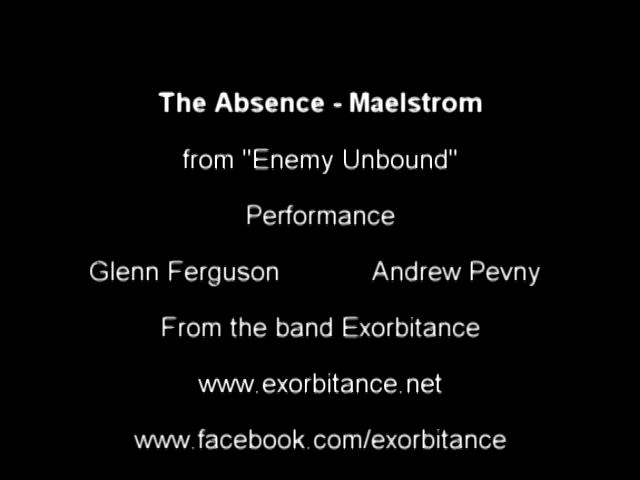 The Absence - Maelstrom
from "Enemy Unbound"
Performance
Glenn Ferguson Andrew Pevny
From the band Exorbitance
www.exorbitance.net
www.facebook.com/exorbitance